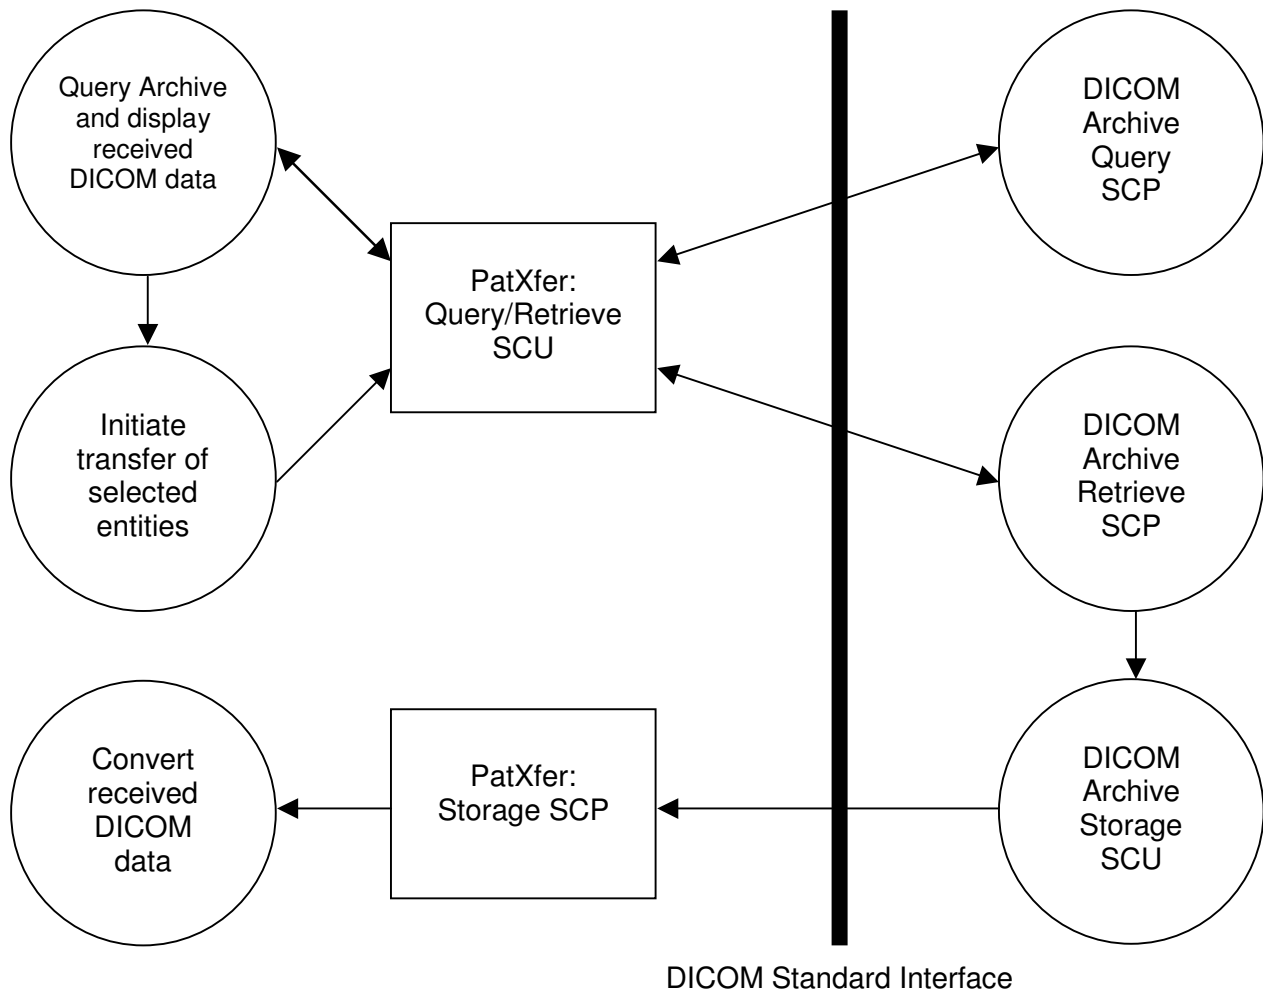 Query Archive
and display
received
DICOM data
DICOM
Archive
Query
SCP
PatXfer:
Query/Retrieve
SCU
Initiate
transfer of
selected
entities
DICOM
Archive
Retrieve
SCP
Convert
received
DICOM
data
PatXfer:
Storage SCP
DICOM
Archive
Storage
SCU
DICOM Standard Interface